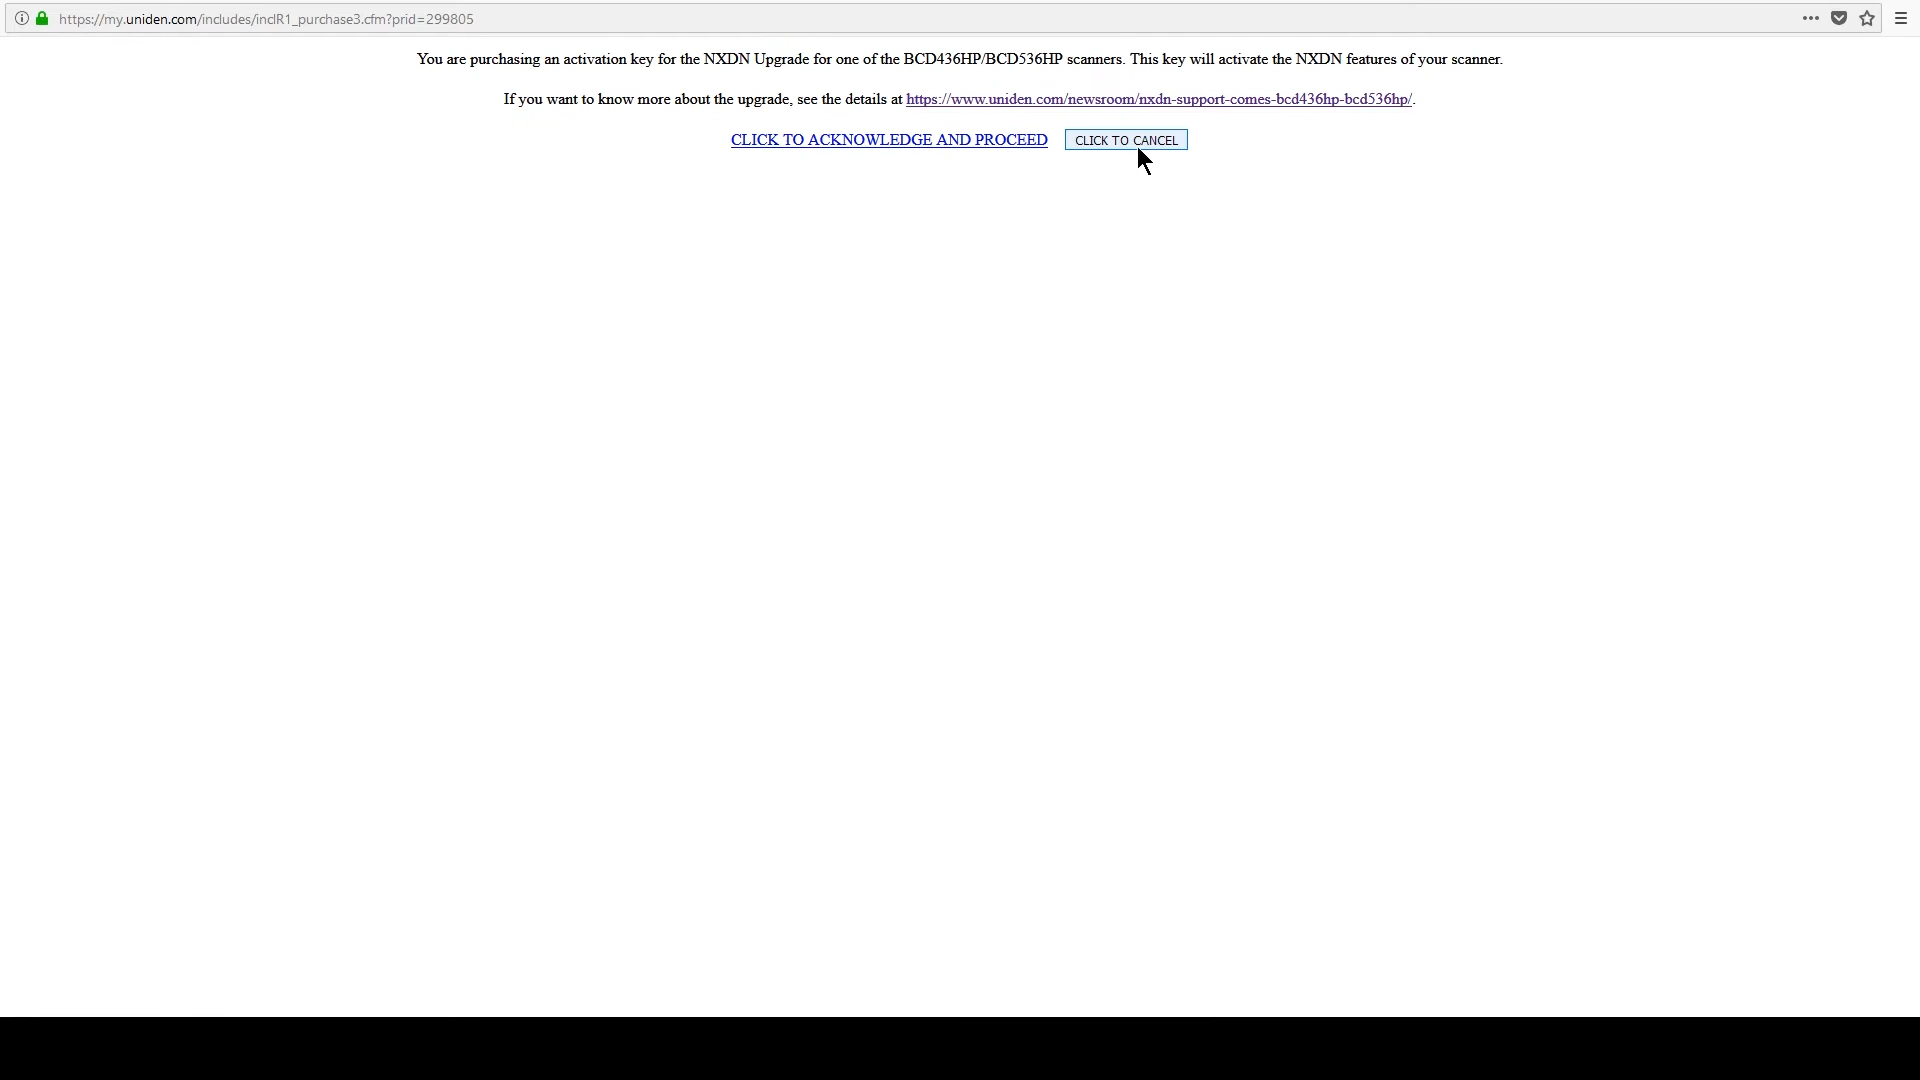 https://my.uniden.com/includes/inclR1_purchase3.cfm?prid=299805
You are purchasing an activation key for the NXDN Upgrade for one of the BCD436HP/BCD536HP scanners. This key will activate the NXDN features of your scanner.
If you want to know more about the upgrade, see the details at https://www.uniden.com/newsroom/nxdn-support-comes-bcd436hp-bcd536hp/.
CLICK TO ACKNOWLEDGE AND PROCEED CLICK TO CANCEL